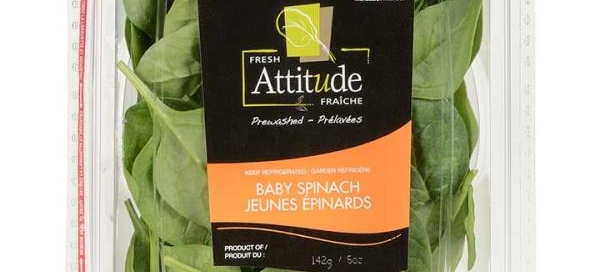 FRESH
Attitude
FRAÎCHE
Prewashed – Prélavées
KEEP REFRIGERATED / GARDER RÉFRIGÉRÉ
BABY SPINACH
JEUNES ÉPINARDS
PRODUCT OF /
PRODUIT DU :
142g / 5oz